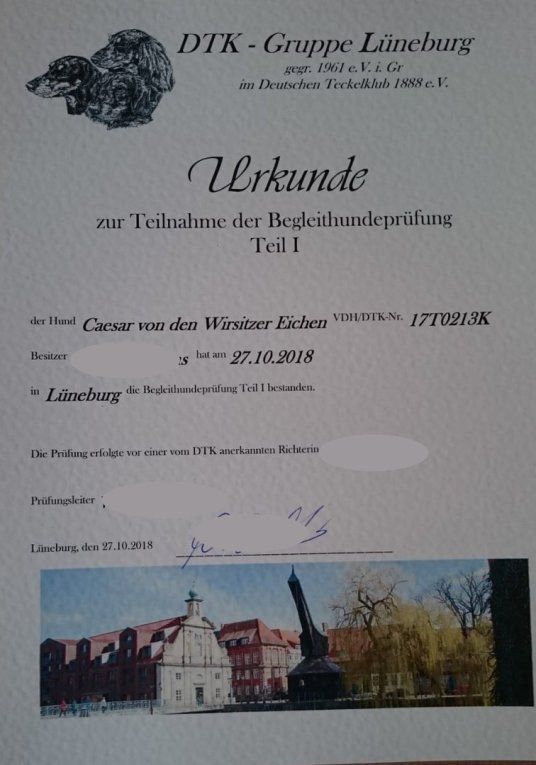 DTK - Gruppe Lüneburg
gegr. 1961 e.V. i. Gr
im Deutschen Teckelklub 1888 e.V.
Urkunde
zur Teilnahme der Begleithundeprüfung
Teil I
der Hund Caesar von den Wirsitzer Eichen VDH/DTK-Nr. 17T0213K
Besitzer s hat am 27.10.2018
in Lüneburg die Begleithundeprüfung Teil I bestanden.
Die Prüfung erfolgte vor einer vom DTK anerkannten Richterin
Prüfungsleiter
Lüneburg, den 27.10.2018